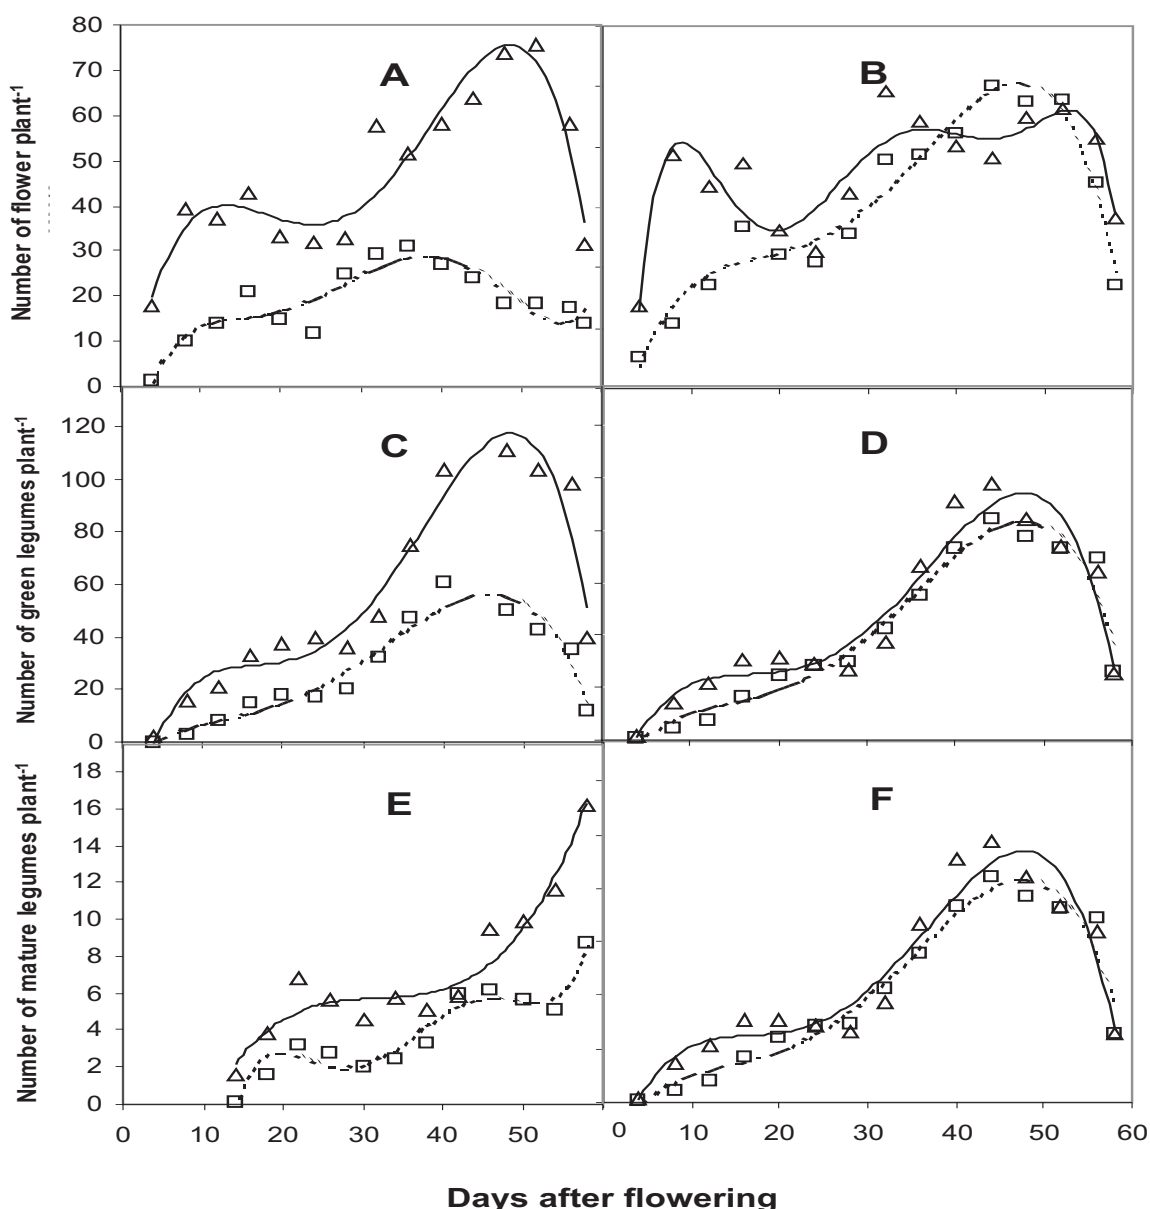 80
70
60
50
40
30
20
10
0
Number of flower plant-1
A
B
120
100
80
60
40
20
0
Number of green legumes plant-1
C
D
18
16
14
12
10
8
6
4
2
0
Number of mature legumes plant-1
E
F
0 10 20 30 40 50
0 10 20 30 40 50 60
Days after flowering